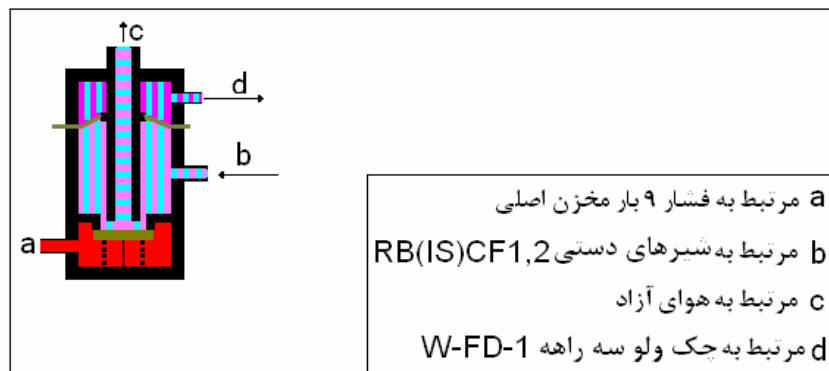 c
d
b
a
a مرتبط به فشار ۹ بار مخزن اصلی
b مرتبط به شیرهای دستی RB(IS)CF1,2
c مرتبط به هوای آزاد
d مرتبط به چک ولو سه راهه W-FD-1